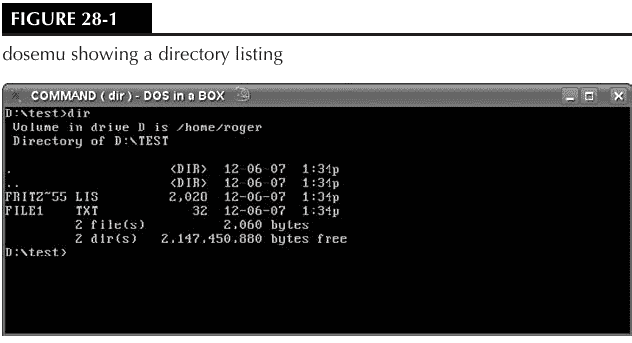 FIGURE 28-1
dosemu showing a directory listing
COMMAND ( dir ) - DOS in a BOX
D:\test>dir
Volume in drive D is /home/roger
Directory of D:\TEST
. <DIR> 12-06-07 1:34p
.. <DIR> 12-06-07 1:34p
FRITZ~55 LIS 2,028 12-06-07 1:34p
FILE1 TXT 32 12-06-07 1:34p
2 file(s) 2,060 bytes
2 dir(s) 2,147,450,880 bytes free
D:\test>